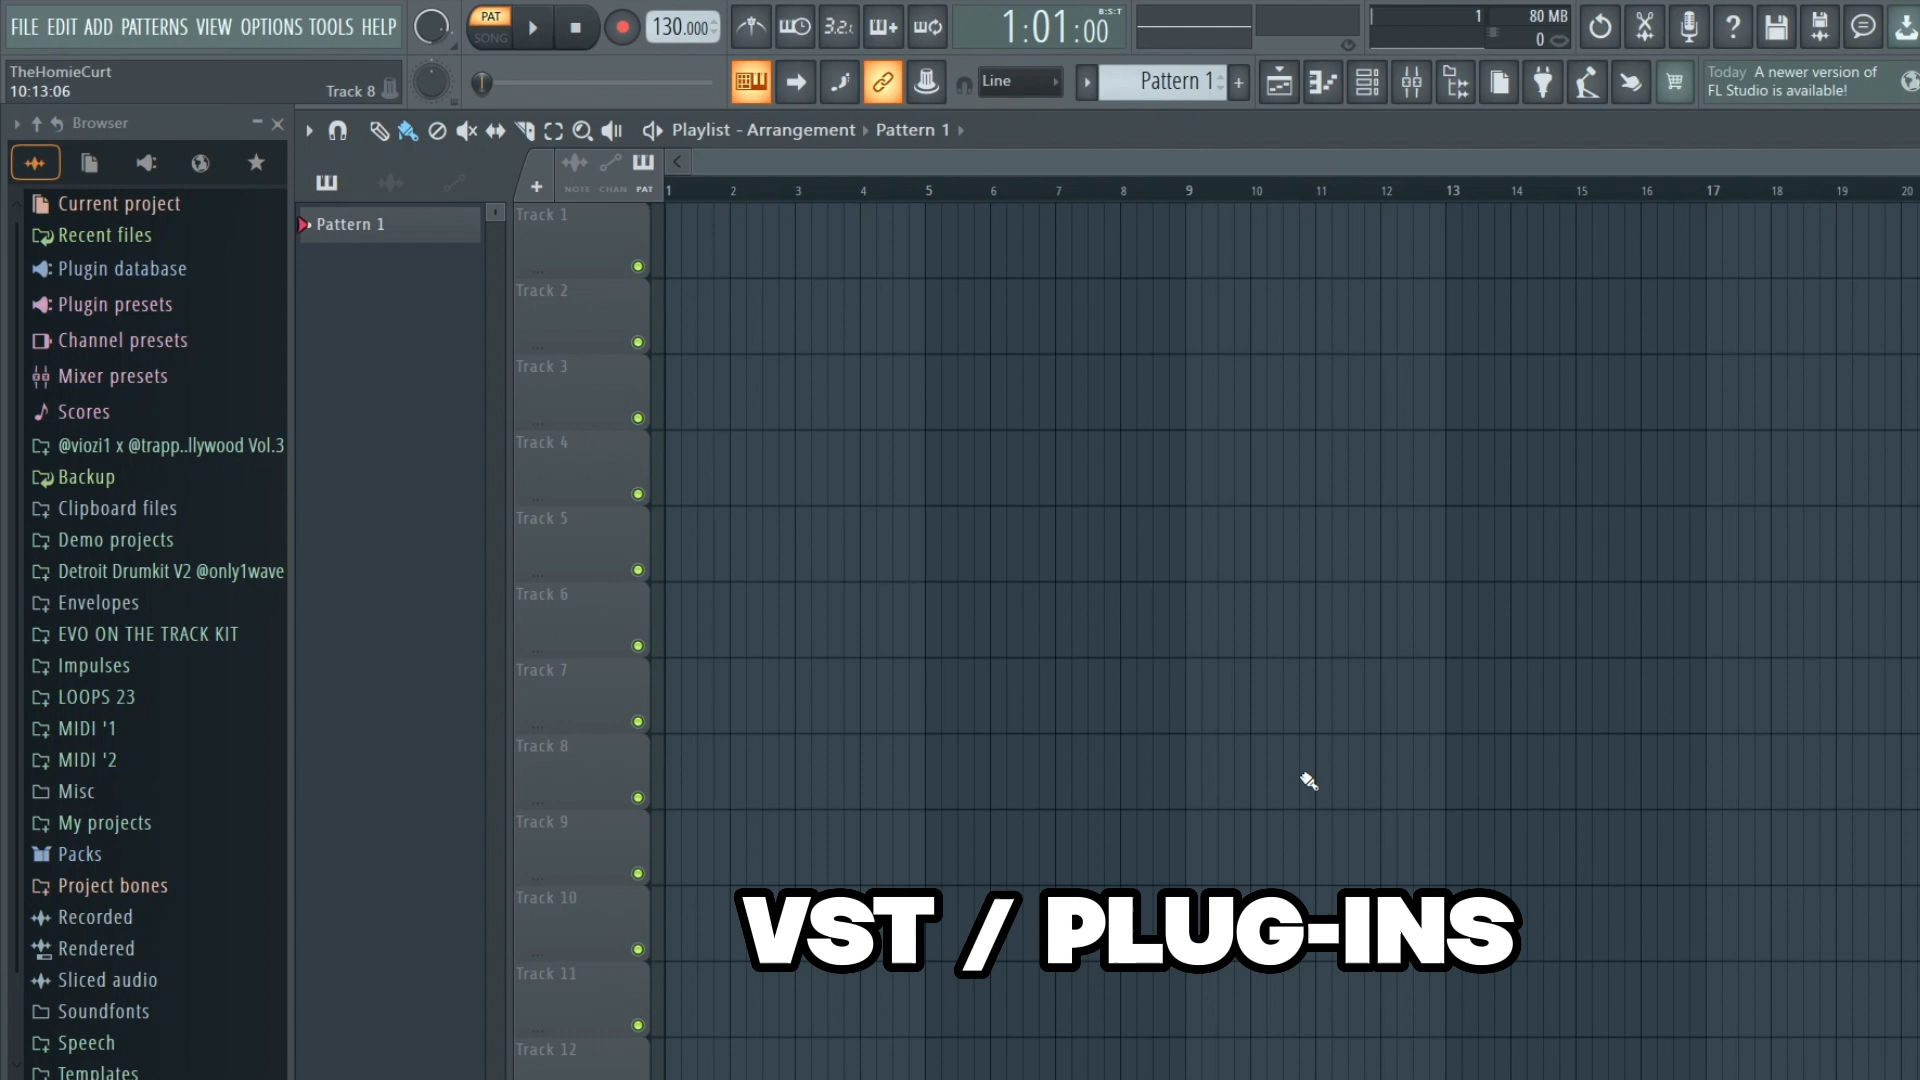 FILE EDIT ADD PATTERNS VIEW OPTIONS TOOLS HELP
PAT
SONG
130.000
3.2.
1:01:00
B:S:T
1
80 MB
0
TheHomieCurt
10:13:06
Track 8
Line
Pattern 1
Today A newer version of
FL Studio is available!
Browser
Playlist - Arrangement
Pattern 1
NOTE
CHAN
PAT
1 2 3 4 5 6 7 8 9 10 11 12 13 14 15 16 17 18 19 20
Current project
Recent files
Plugin database
Plugin presets
Channel presets
Mixer presets
Scores
@viozi1 x @trapp..llywood Vol.3
Backup
Clipboard files
Demo projects
Detroit Drumkit V2 @only1wave
Envelopes
EVO ON THE TRACK KIT
Impulses
LOOPS 23
MIDI '1
MIDI '2
Misc
My projects
Packs
Project bones
Recorded
Rendered
Sliced audio
Soundfonts
Speech
Templates
Pattern 1
Track 1
Track 2
Track 3
Track 4
Track 5
Track 6
Track 7
Track 8
Track 9
Track 10
Track 11
Track 12
VST / PLUG-INS